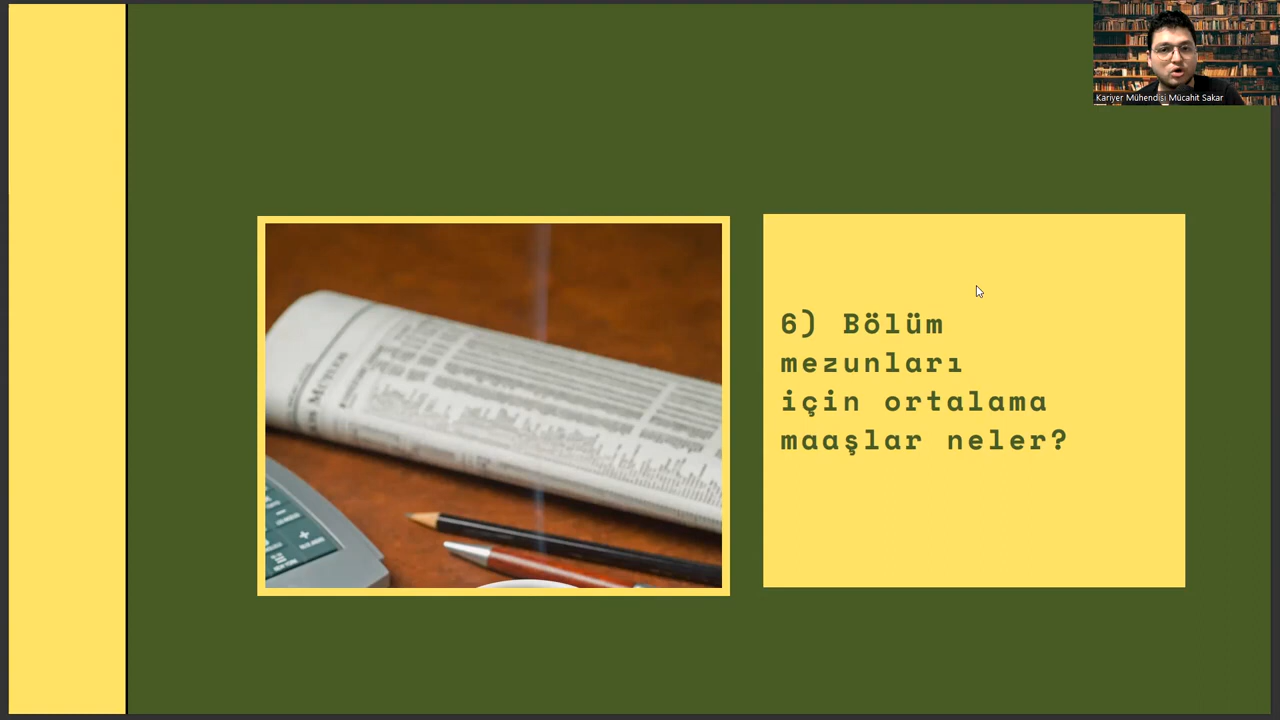 Kariyer Mühendisi Mücahit Sakar
6) Bölüm
mezunları
için ortalama
maaşlar neler?